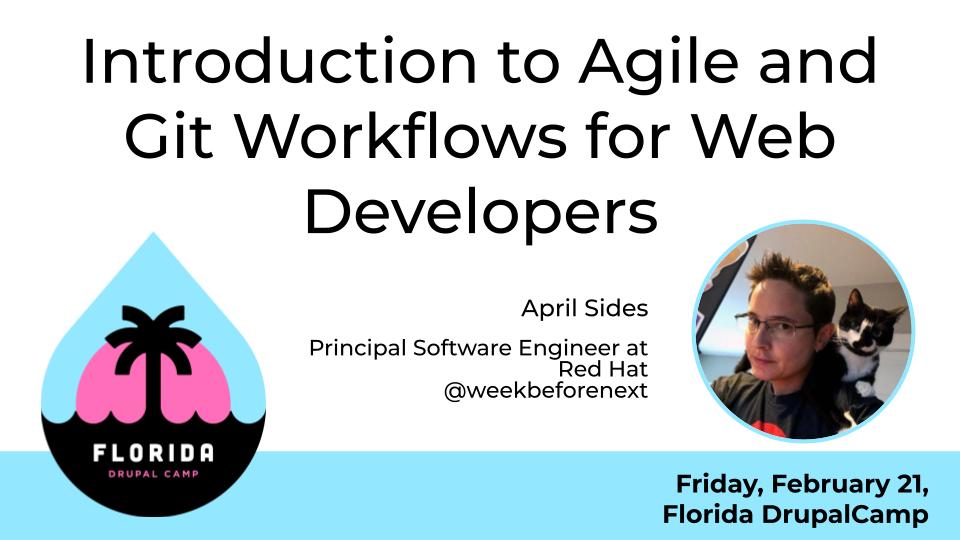 Introduction to Agile and
Git Workflows for Web
Developers
April Sides
Principal Software Engineer at
Red Hat
@weekbeforenext
FLORIDA
DRUPAL CAMP
Friday, February 21,
Florida DrupalCamp